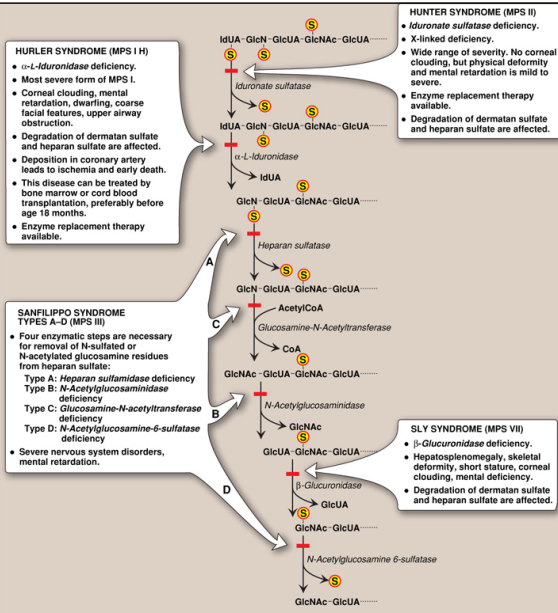 HUNTER SYNDROME (MPS II)
• Iduronate sulfatase deficiency.
• X-linked deficiency.
• Wide range of severity. No corneal
clouding, but physical deformity
and mental retardation is mild to
severe.
• Enzyme replacement therapy
available.
• Degradation of dermatan sulfate
and heparan sulfate are affected.
HURLER SYNDROME (MPS I H)
• α-L-Iduronidase deficiency.
• Most severe form of MPS I.
• Corneal clouding, mental
retardation, dwarfing, coarse
facial features, upper airway
obstruction.
• Degradation of dermatan sulfate
and heparan sulfate are affected.
• Deposition in coronary artery
leads to ischemia and early death.
• This disease can be treated by
bone marrow or cord blood
transplantation, preferably before
age 18 months.
• Enzyme replacement therapy
available.
S
IdUA–GlcN–GlcUA–GlcNAc–GlcUA
S S
Iduronate sulfatase
S
S
IdUA–GlcN–GlcUA–GlcNAc–GlcUA
S
α-L-Iduronidase
IdUA
S
GlcN–GlcUA–GlcNAc–GlcUA
S
Heparan sulfatase
A
S S
GlcN–GlcUA–GlcNAc–GlcUA
AcetylCoA
C
Glucosamine-N-Acetyltransferase
CoA
S
GlcNAc–GlcUA–GlcNAc–GlcUA
B
N-Acetylglucosaminidase
GlcNAc
S
GlcUA–GlcNAc–GlcUA
β-Glucuronidase
D
GlcUA
S
GlcNAc–GlcUA
N-Acetylglucosamine 6-sulfatase
S
GlcNAc–GlcUA
SANFILIPPO SYNDROME
TYPES A–D (MPS III)
• Four enzymatic steps are necessary
for removal of N-sulfated or
N-acetylated glucosamine residues
from heparan sulfate:
Type A: Heparan sulfamidase deficiency
Type B: N-Acetylglucosaminidase
deficiency
Type C: Glucosamine-N-acetyltransferase
deficiency
Type D: N-Acetylglucosamine-6-sulfatase
deficiency
• Severe nervous system disorders,
mental retardation.
SLY SYNDROME (MPS VII)
• β-Glucuronidase deficiency.
• Hepatosplenomegaly, skeletal
deformity, short stature, corneal
clouding, mental deficiency.
• Degradation of dermatan sulfate
and heparan sulfate are affected.